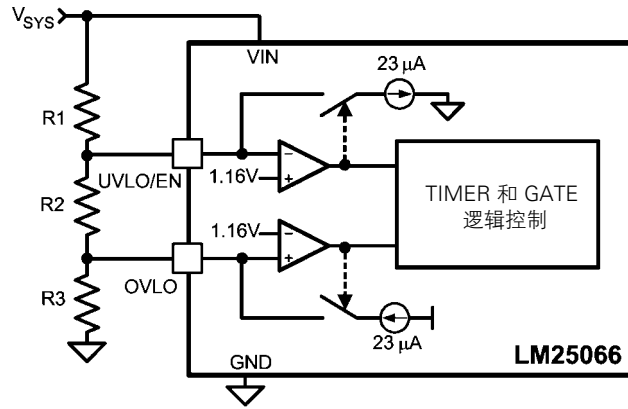 VSYS
VIN
23 μA
R1
UVLO/EN
1.16V
TIMER 和 GATE
逻辑控制
R2
1.16V
OVLO
R3
23 μA
LM25066
GND